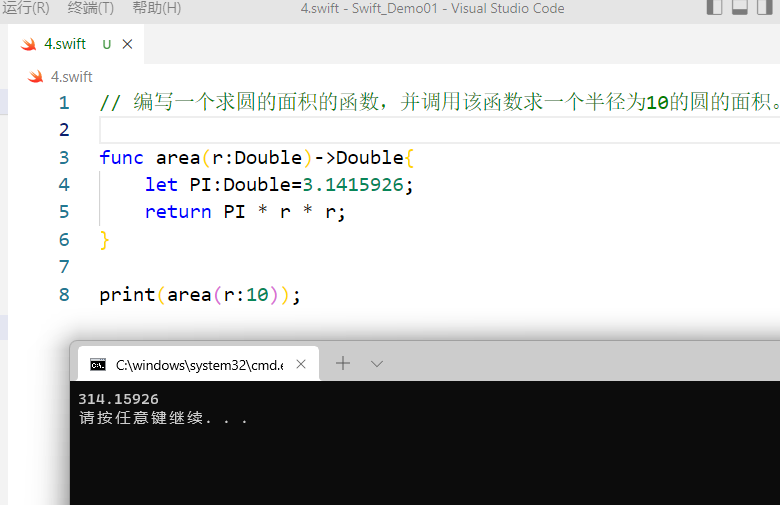 运行(R) 终端(T) 帮助(H) 4.swift - Swift_Demo01 - Visual Studio Code
4.swift U
4.swift
1 // 编写一个求圆的面积的函数，并调用该函数求一个半径为10的圆的面积。
2
3 func area(r:Double)->Double{
4 let PI:Double=3.1415926;
5 return PI * r * r;
6 }
7
8 print(area(r:10));
C:\windows\system32\cmd.e
314.15926
请按任意键继续. . .